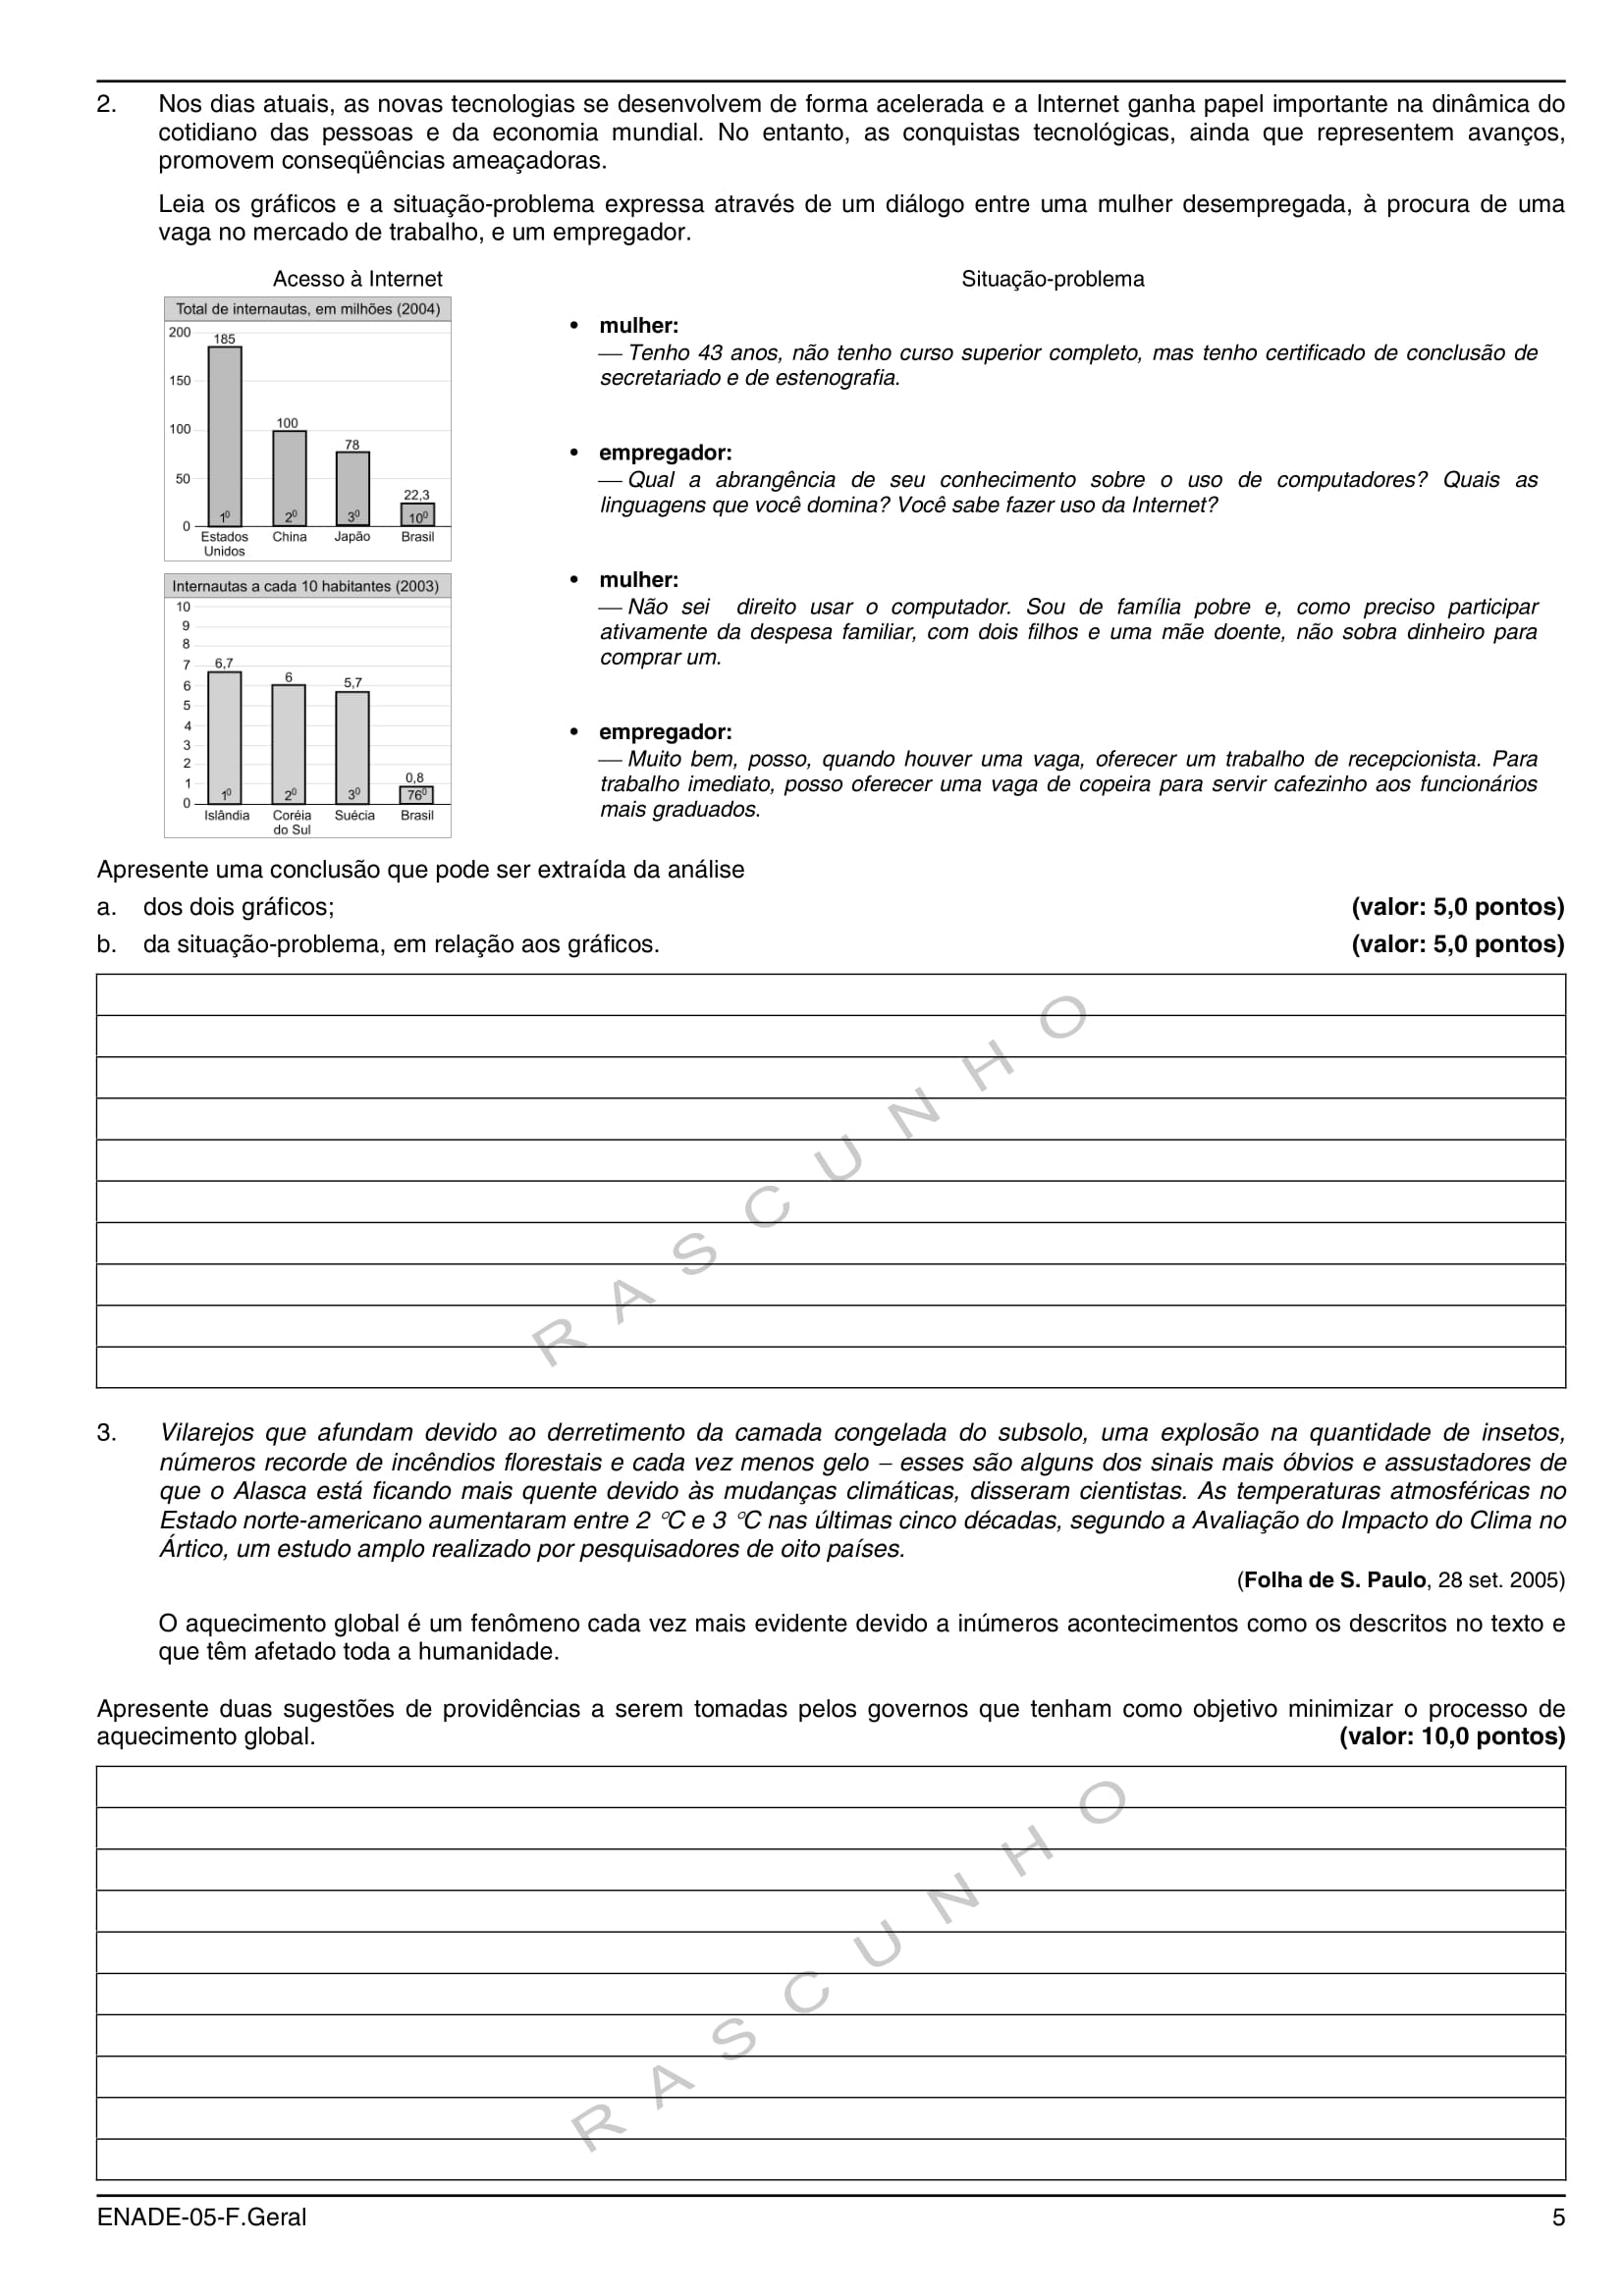 2. Nos dias atuais, as novas tecnologias se desenvolvem de forma acelerada e a Internet ganha papel importante na dinâmica do
cotidiano das pessoas e da economia mundial. No entanto, as conquistas tecnológicas, ainda que representem avanços,
promovem conseqüências ameaçadoras.
Leia os gráficos e a situação-problema expressa através de um diálogo entre uma mulher desempregada, à procura de uma
vaga no mercado de trabalho, e um empregador.
Acesso à Internet
Total de internautas, em milhões (2004)
200
150
100
50
0
185
100
78
22,3
1º 2º 3º 10º
Estados China Japão Brasil
Unidos
Internautas a cada 10 habitantes (2003)
10
9
8
7
6
5
4
3
2
1
0
6,7
6
5,7
0,8
1º 2º 3º 76º
Islândia Coréia Suécia Brasil
do Sul
Situação-problema
• mulher:
— Tenho 43 anos, não tenho curso superior completo, mas tenho certificado de conclusão de
secretariado e de estenografia.
• empregador:
— Qual a abrangência de seu conhecimento sobre o uso de computadores? Quais as
linguagens que você domina? Você sabe fazer uso da Internet?
• mulher:
— Não sei direito usar o computador. Sou de família pobre e, como preciso participar
ativamente da despesa familiar, com dois filhos e uma mãe doente, não sobra dinheiro para
comprar um.
• empregador:
— Muito bem, posso, quando houver uma vaga, oferecer um trabalho de recepcionista. Para
trabalho imediato, posso oferecer uma vaga de copeira para servir cafezinho aos funcionários
mais graduados.
Apresente uma conclusão que pode ser extraída da análise
a. dos dois gráficos; (valor: 5,0 pontos)
b. da situação-problema, em relação aos gráficos. (valor: 5,0 pontos)
RASCUNHO
3. Vilarejos que afundam devido ao derretimento da camada congelada do subsolo, uma explosão na quantidade de insetos,
números recorde de incêndios florestais e cada vez menos gelo – esses são alguns dos sinais mais óbvios e assustadores de
que o Alasca está ficando mais quente devido às mudanças climáticas, disseram cientistas. As temperaturas atmosféricas no
Estado norte-americano aumentaram entre 2 °C e 3 °C nas últimas cinco décadas, segundo a Avaliação do Impacto do Clima no
Ártico, um estudo amplo realizado por pesquisadores de oito países.
(Folha de S. Paulo, 28 set. 2005)
O aquecimento global é um fenômeno cada vez mais evidente devido a inúmeros acontecimentos como os descritos no texto e
que têm afetado toda a humanidade.
Apresente duas sugestões de providências a serem tomadas pelos governos que tenham como objetivo minimizar o processo de
aquecimento global. (valor: 10,0 pontos)
RASCUNHO
ENADE-05-F.Geral 5